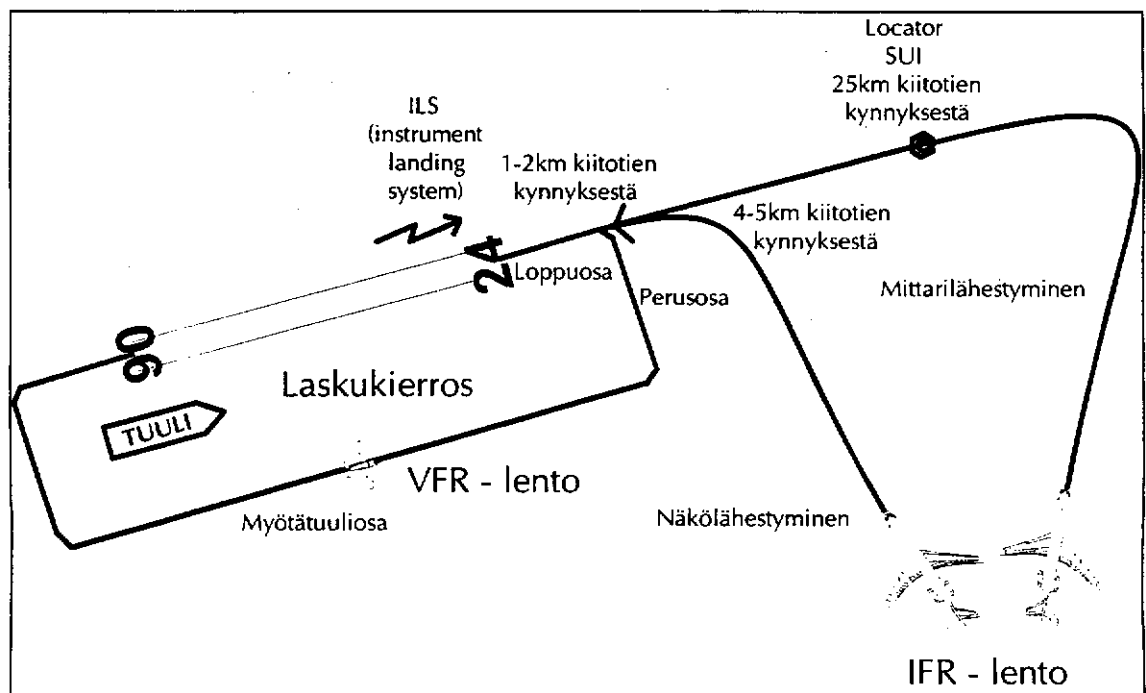 Locator
SUI
25km kiitotien
kynnyksestä
ILS
(instrument
landing
system)
1-2km kiitotien
kynnyksestä
4-5km kiitotien
kynnyksestä
24
Loppuosa
Perusosa
Mittarilähestyminen
06
Laskukierros
TUULI
VFR - lento
Myötätuuliosa
Näkölähestyminen
IFR - lento